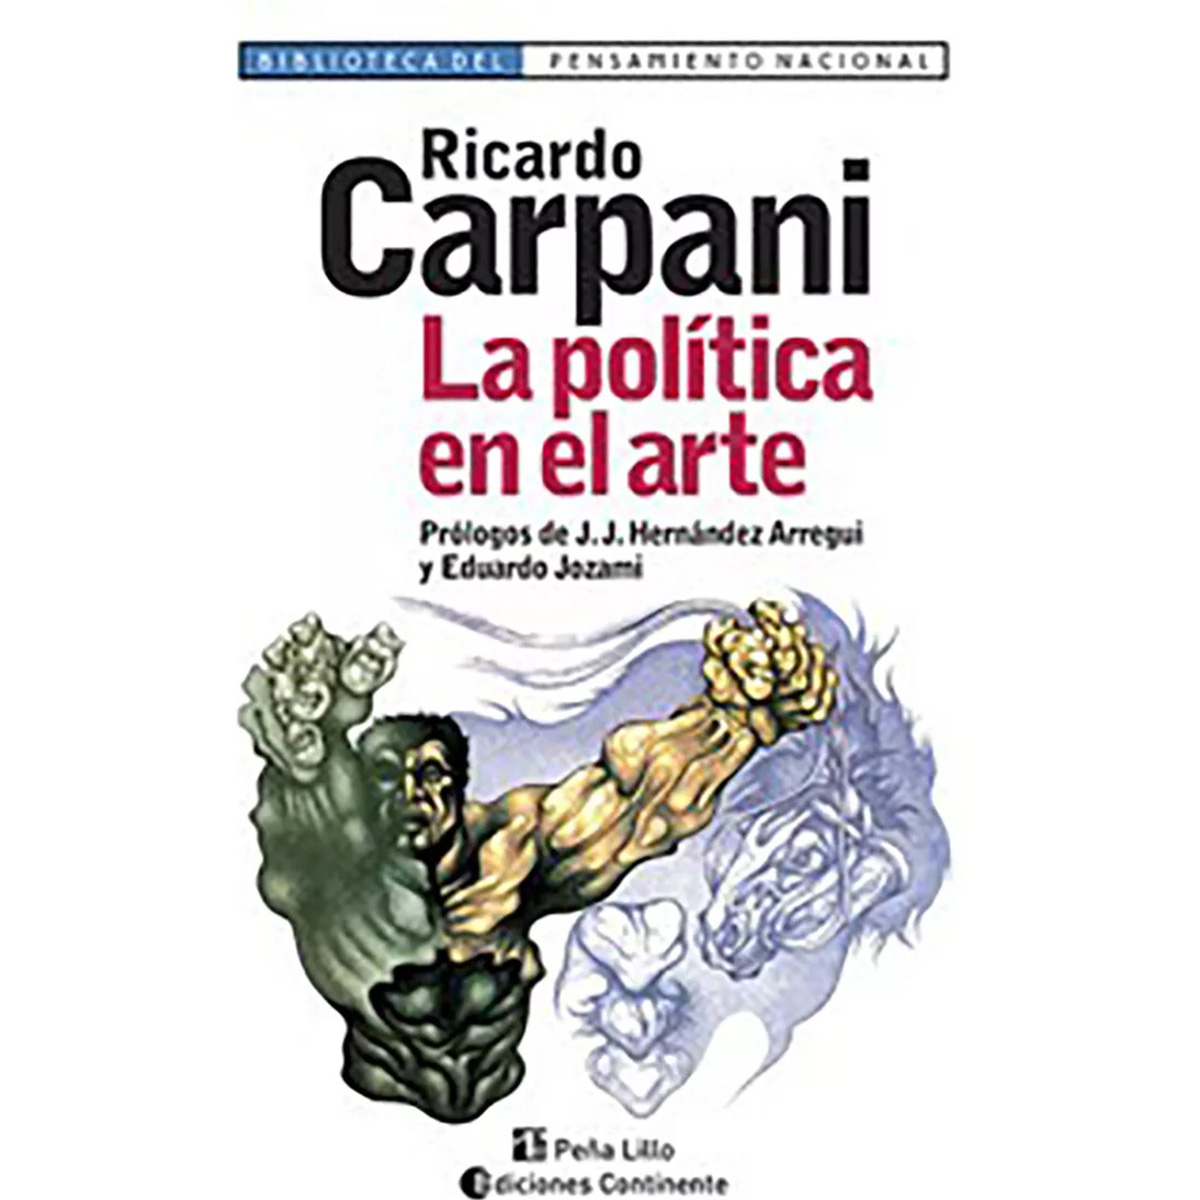 BIBLIOTECA DEL PENSAMIENTO NACIONAL
Ricardo
Carpani
La política
en el arte
Prólogos de J. J. Hernández Arregui
y Eduardo Jozami
Peña Lillo
Ediciones Continente